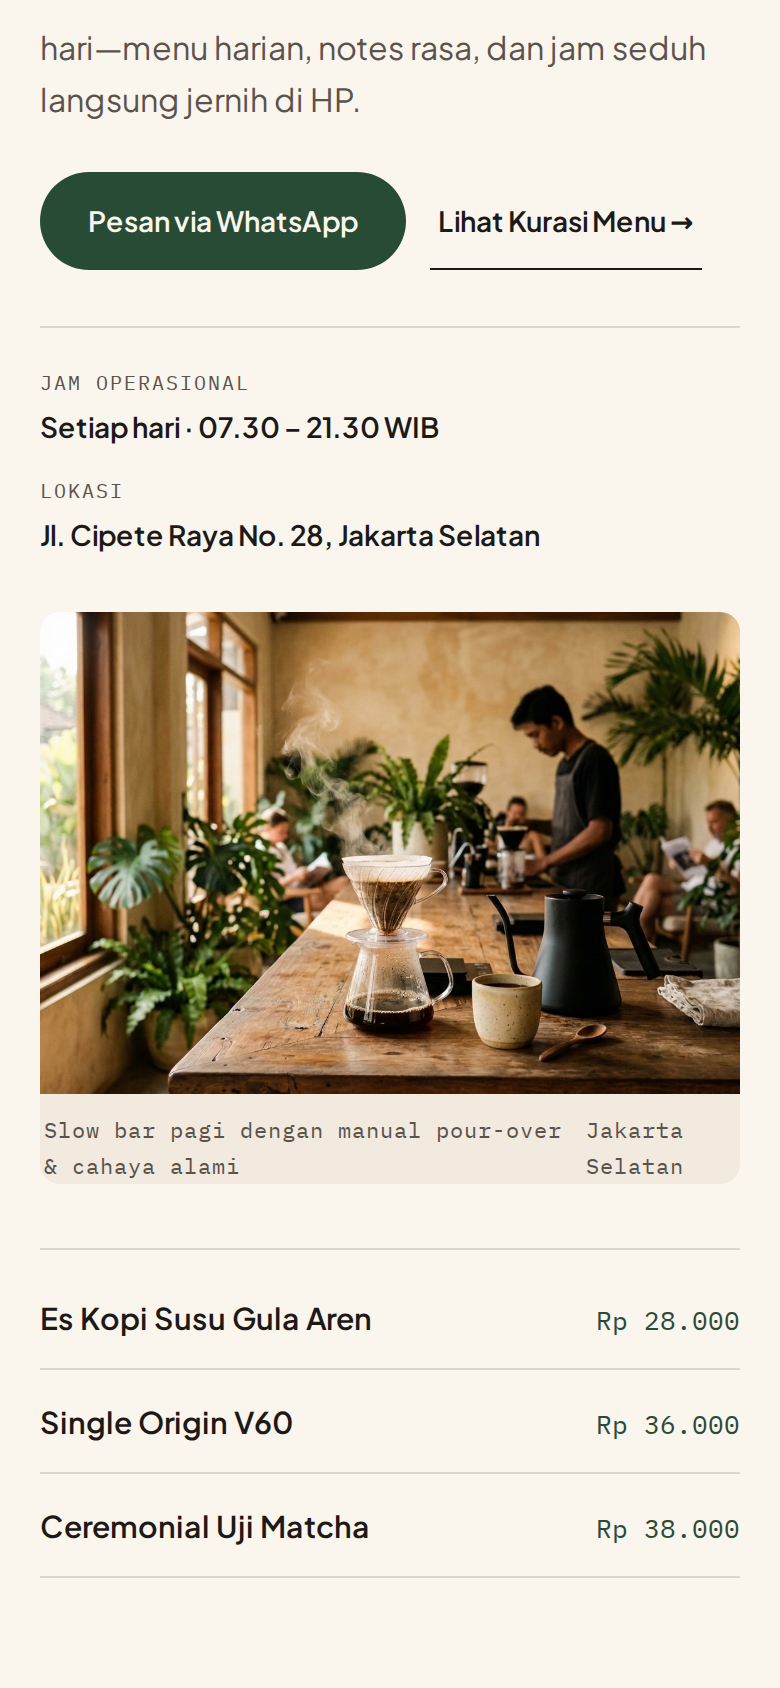 hari—menu harian, notes rasa, dan jam seduh
langsung jernih di HP.
Pesan via WhatsApp
Lihat Kurasi Menu →
JAM OPERASIONAL
Setiap hari · 07.30 – 21.30 WIB
LOKASI
Jl. Cipete Raya No. 28, Jakarta Selatan
Slow bar pagi dengan manual pour-over
& cahaya alami
Jakarta
Selatan
Es Kopi Susu Gula Aren
Rp 28.000
Single Origin V60
Rp 36.000
Ceremonial Uji Matcha
Rp 38.000